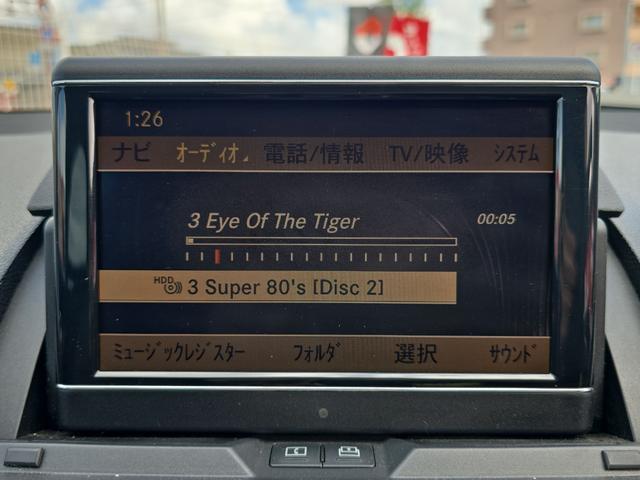 1:26
ナビ オーディオ 電話/情報 TV/映像 システム
3 Eye Of The Tiger 00:05
HDD 3 Super 80's [Disc 2]
ミュージックレジスター フォルダ 選択 サウンド